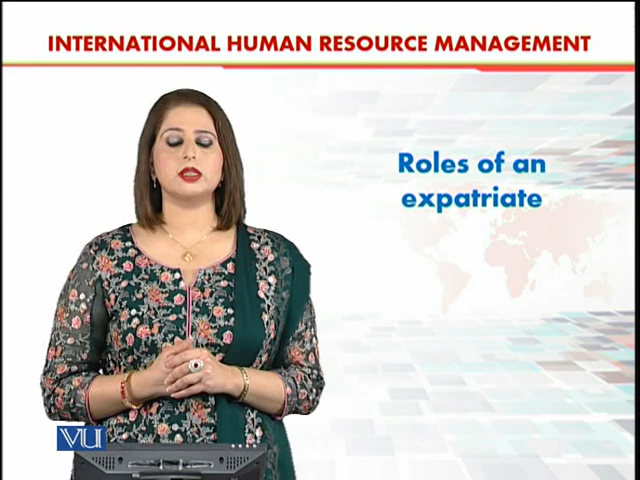 INTERNATIONAL HUMAN RESOURCE MANAGEMENT
Roles of an
expatriate
VU